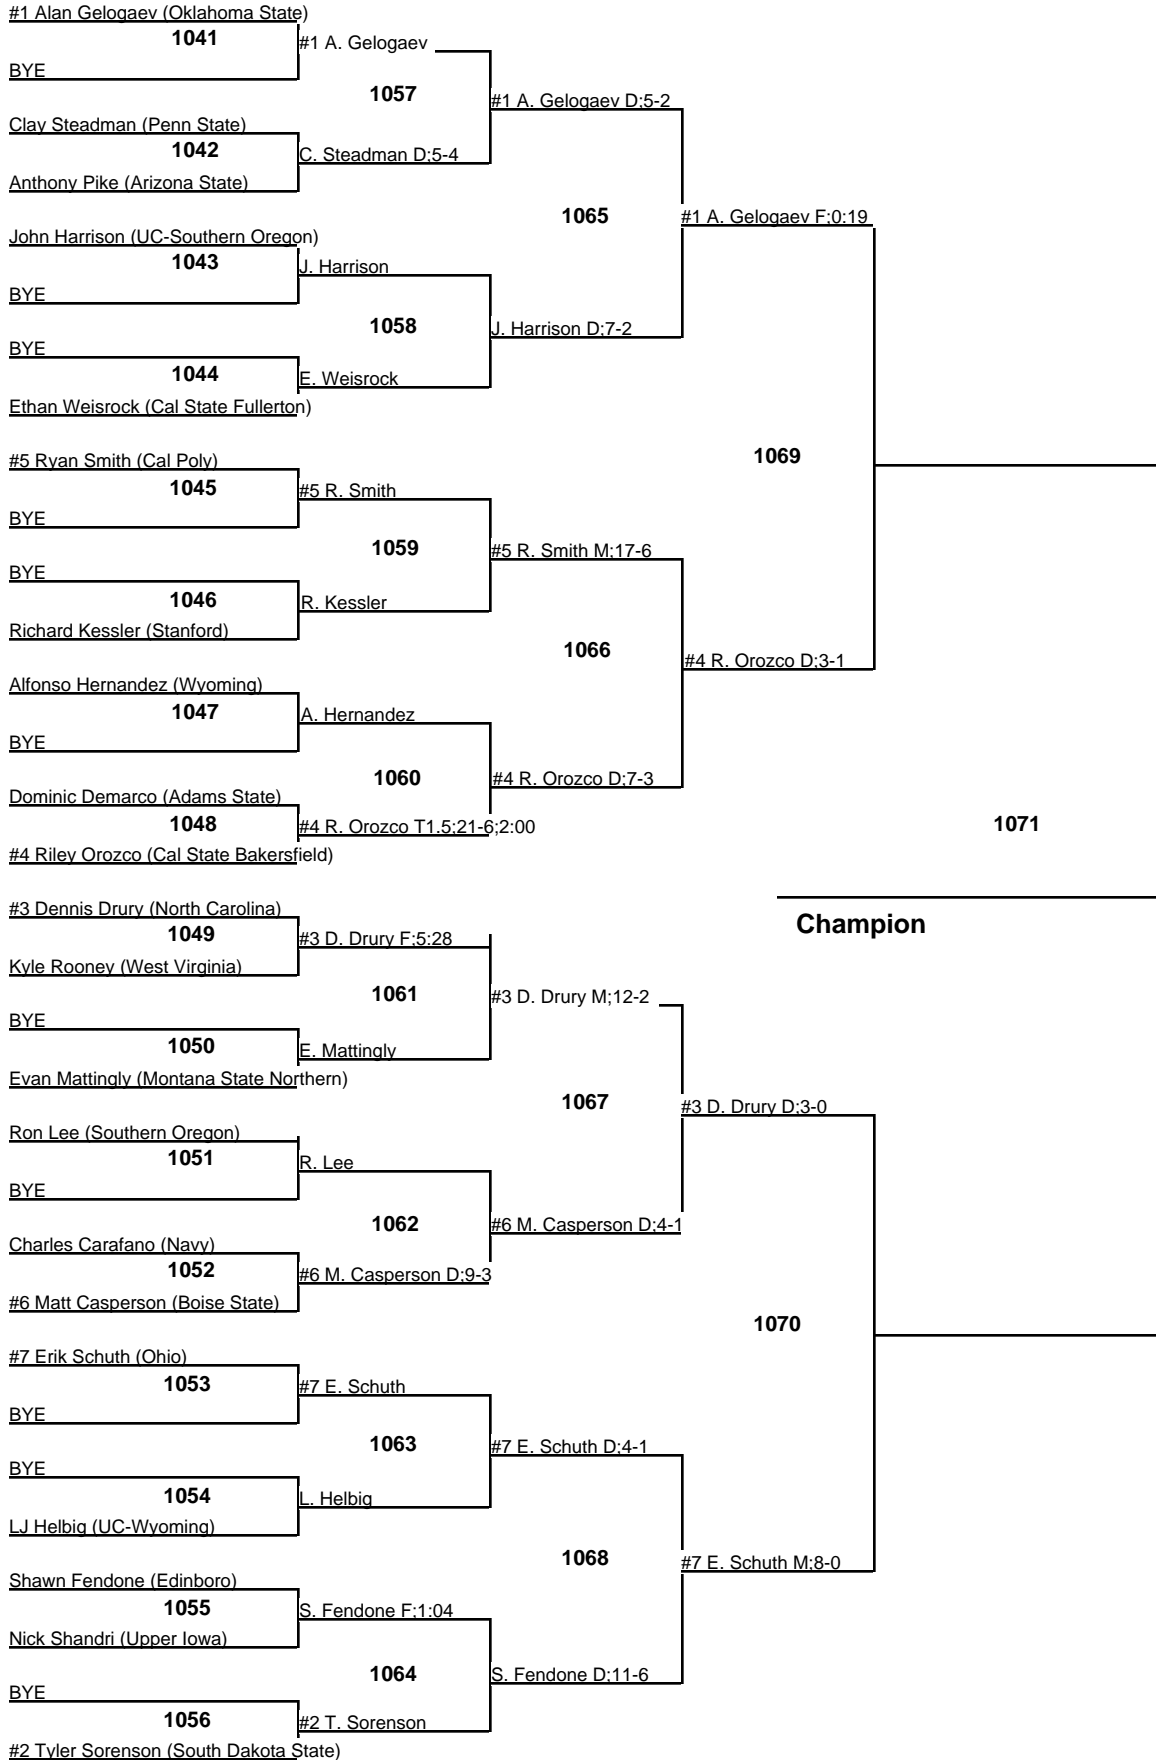 #1 Alan Gelogaev (Oklahoma State)
1041
#1 A. Gelogaev
BYE
1057
#1 A. Gelogaev D;5-2
Clay Steadman (Penn State)
1042
C. Steadman D;5-4
Anthony Pike (Arizona State)
1065
#1 A. Gelogaev F;0:19
John Harrison (UC-Southern Oregon)
1043
J. Harrison
BYE
1058
J. Harrison D;7-2
BYE
1044
E. Weisrock
Ethan Weisrock (Cal State Fullerton)
1069
#5 Ryan Smith (Cal Poly)
1045
#5 R. Smith
BYE
1059
#5 R. Smith M;17-6
BYE
1046
R. Kessler
Richard Kessler (Stanford)
1066
#4 R. Orozco D;3-1
Alfonso Hernandez (Wyoming)
1047
A. Hernandez
BYE
1060
#4 R. Orozco D;7-3
Dominic Demarco (Adams State)
1048
#4 R. Orozco T1.5;21-6;2:00
1071
#4 Riley Orozco (Cal State Bakersfield)
#3 Dennis Drury (North Carolina)
Champion
1049
#3 D. Drury F;5:28
Kyle Rooney (West Virginia)
1061
#3 D. Drury M;12-2
BYE
1050
E. Mattingly
Evan Mattingly (Montana State Northern)
1067
#3 D. Drury D;3-0
Ron Lee (Southern Oregon)
1051
R. Lee
BYE
1062
#6 M. Casperson D;4-1
Charles Carafano (Navy)
1052
#6 M. Casperson D;9-3
#6 Matt Casperson (Boise State)
1070
#7 Erik Schuth (Ohio)
1053
#7 E. Schuth
BYE
1063
#7 E. Schuth D;4-1
BYE
1054
L. Helbig
LJ Helbig (UC-Wyoming)
1068
#7 E. Schuth M;8-0
Shawn Fendone (Edinboro)
1055
S. Fendone F;1:04
Nick Shandri (Upper Iowa)
1064
S. Fendone D;11-6
BYE
1056
#2 T. Sorenson
#2 Tyler Sorenson (South Dakota State)